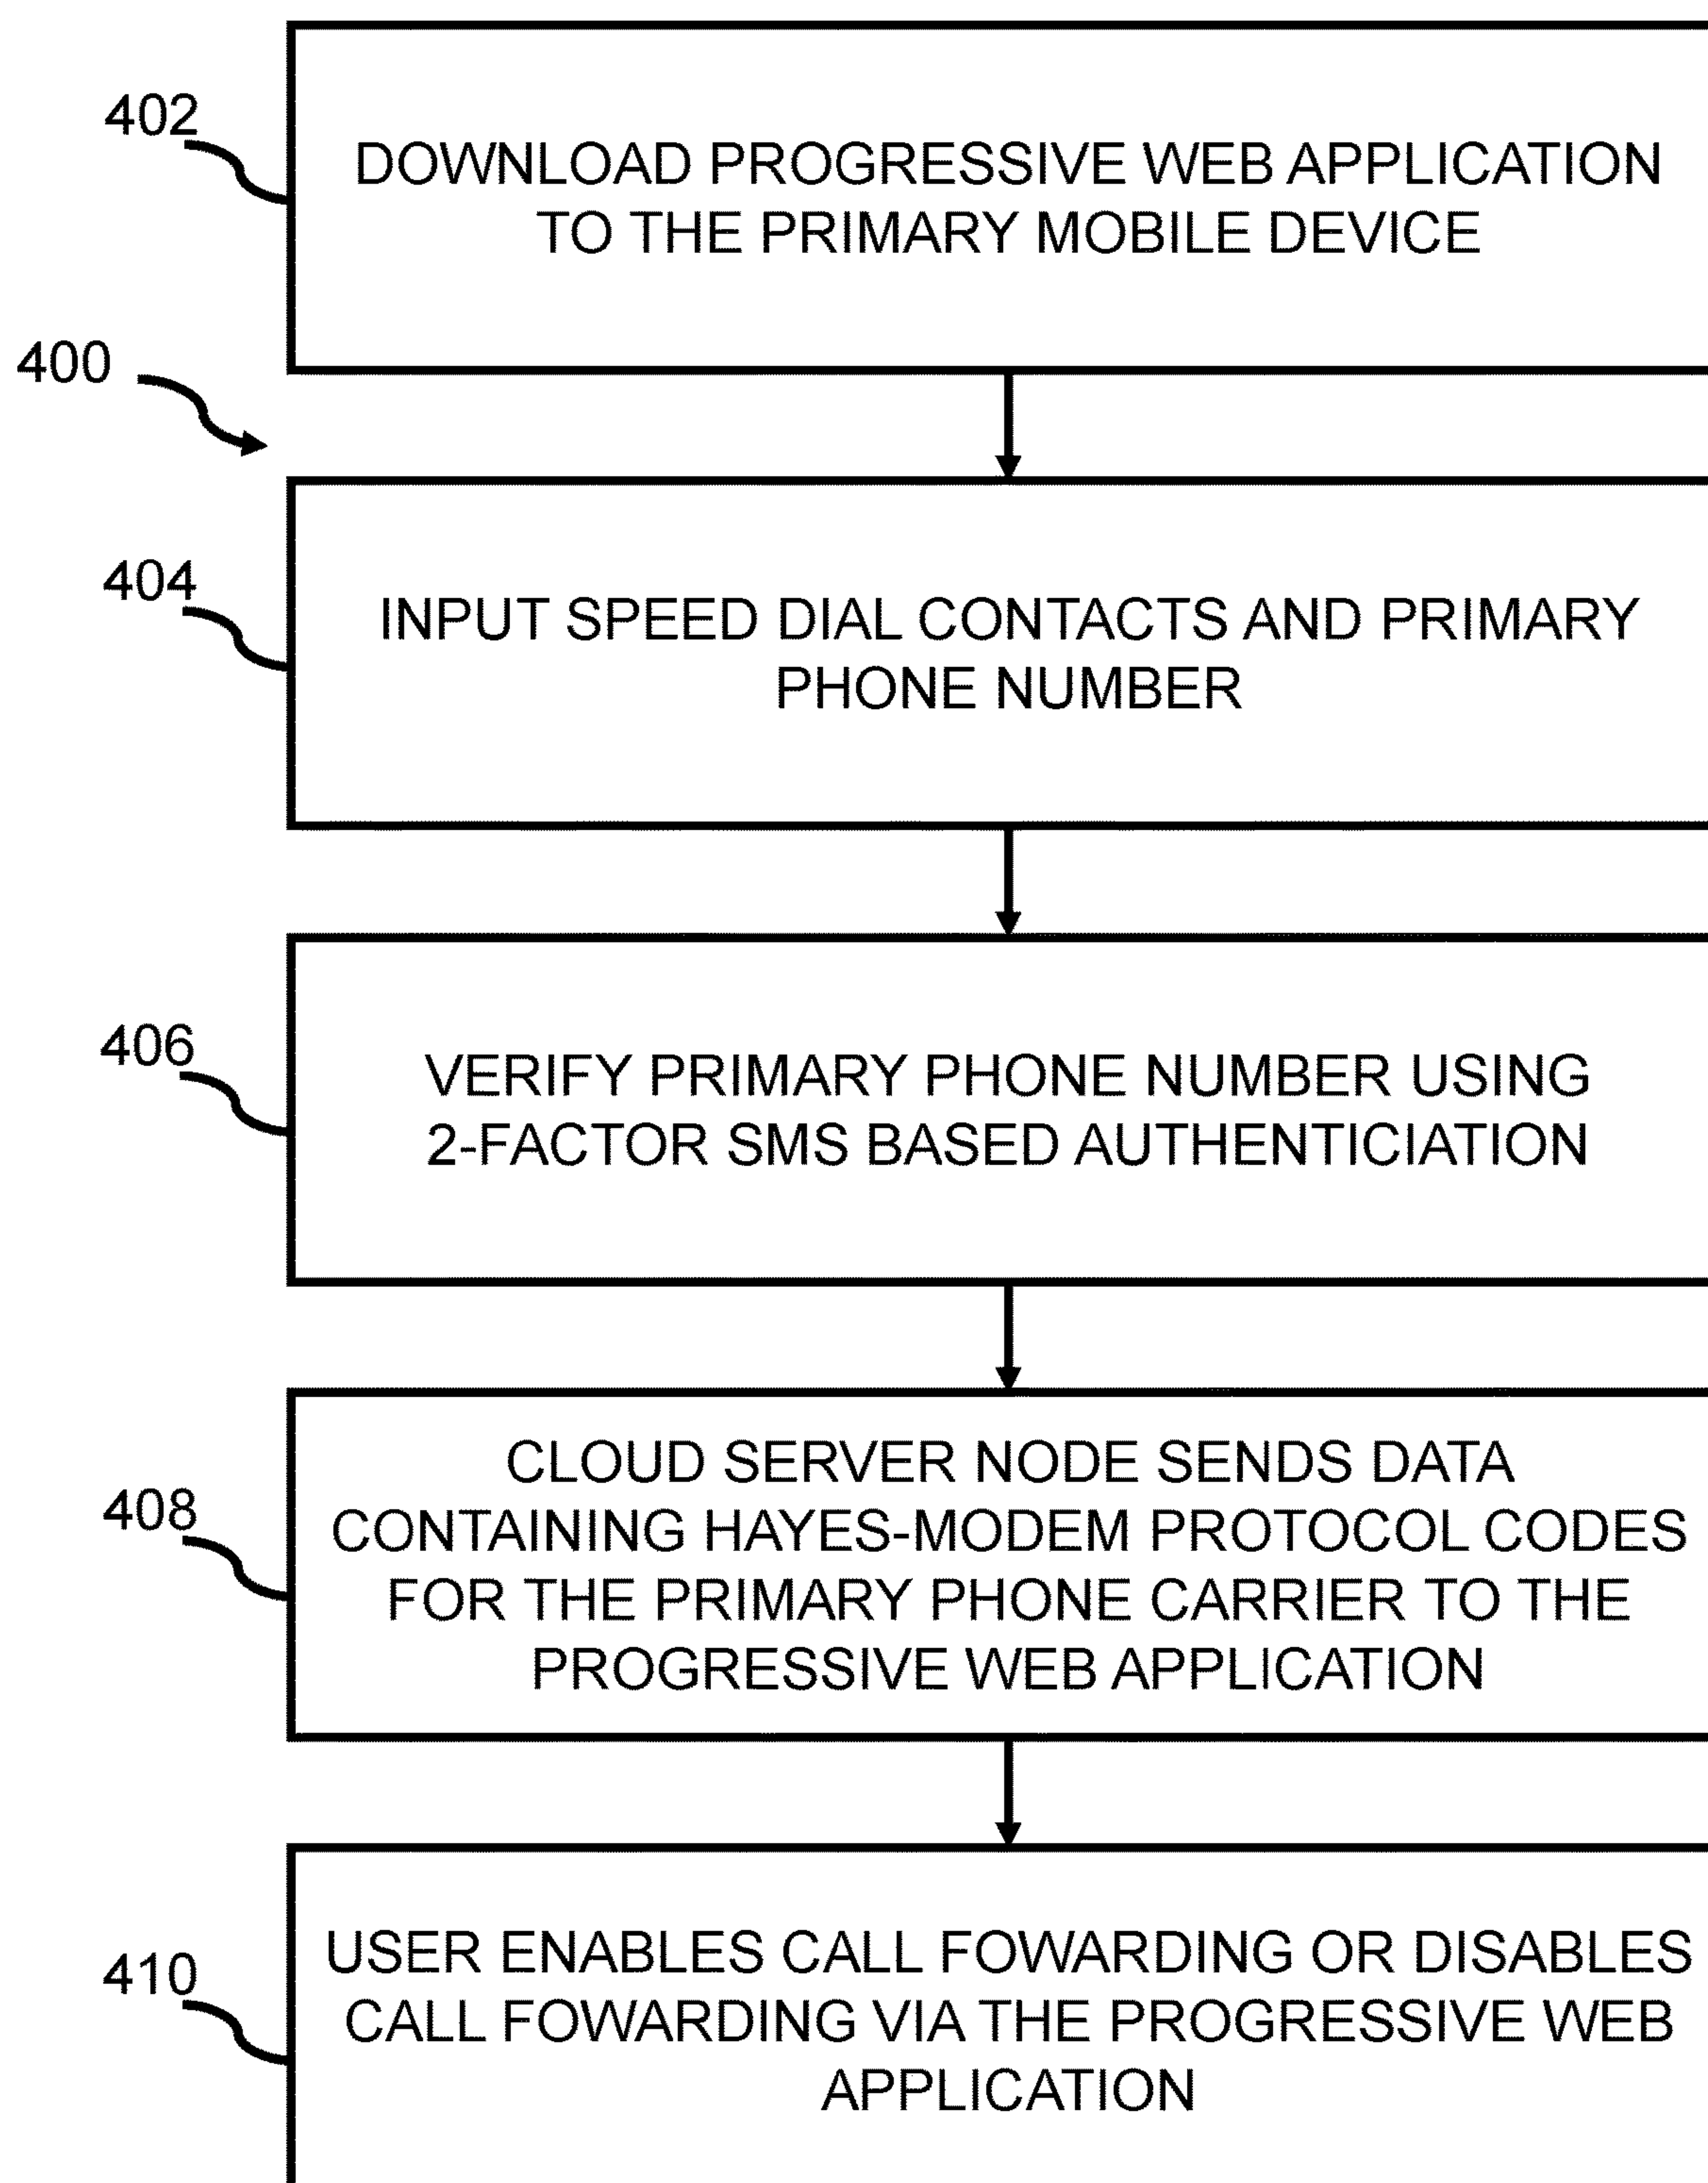 402
DOWNLOAD PROGRESSIVE WEB APPLICATION
TO THE PRIMARY MOBILE DEVICE
400
404
INPUT SPEED DIAL CONTACTS AND PRIMARY
PHONE NUMBER
406
VERIFY PRIMARY PHONE NUMBER USING
2-FACTOR SMS BASED AUTHENTICIATION
408
CLOUD SERVER NODE SENDS DATA
CONTAINING HAYES-MODEM PROTOCOL CODES
FOR THE PRIMARY PHONE CARRIER TO THE
PROGRESSIVE WEB APPLICATION
410
USER ENABLES CALL FOWARDING OR DISABLES
CALL FOWARDING VIA THE PROGRESSIVE WEB
APPLICATION